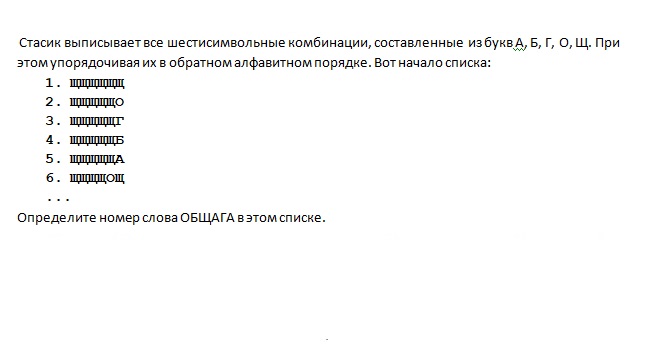 Стасик выписывает все шестисимвольные комбинации, составленные из букв А, Б, Г, О, Щ. При
этом упорядочивая их в обратном алфавитном порядке. Вот начало списка:
1. ЩЩЩЩЩЩ
2. ЩЩЩЩЩО
3. ЩЩЩЩЩГ
4. ЩЩЩЩЩБ
5. ЩЩЩЩЩА
6. ЩЩЩЩОЩ
...
Определите номер слова ОБЩАГА в этом списке.